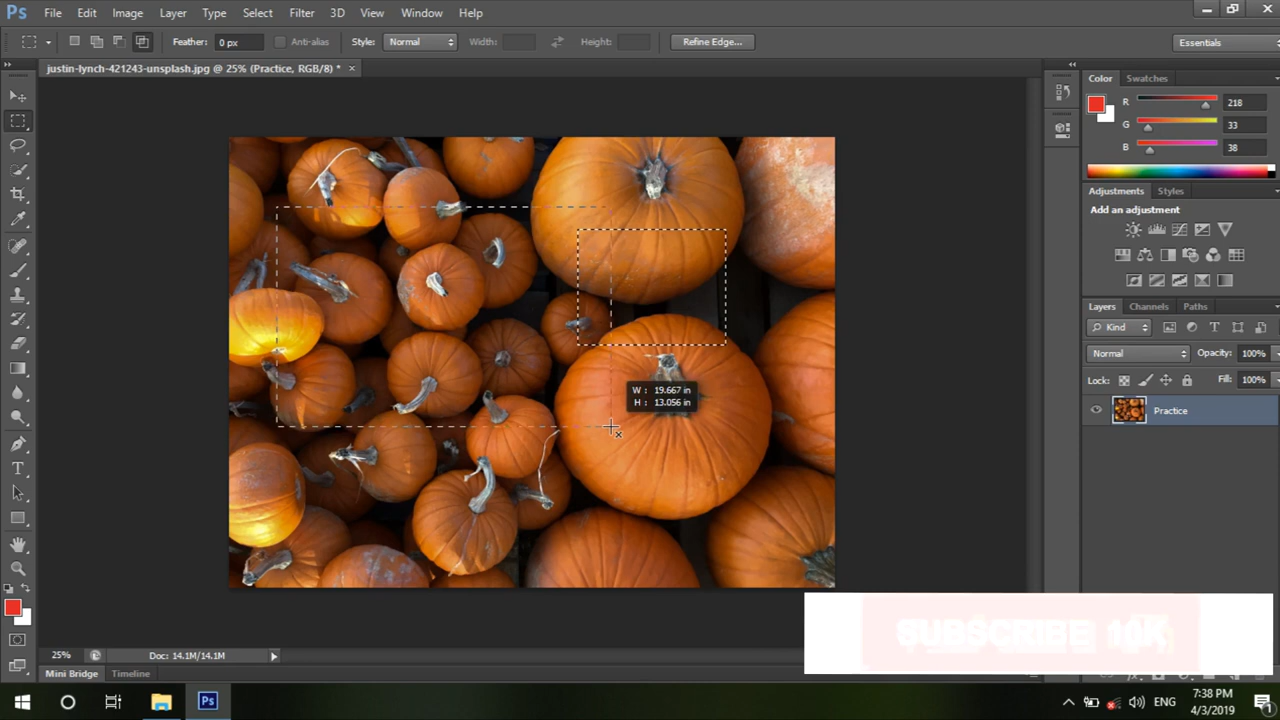 Ps File Edit Image Layer Type Select Filter 3D View Window Help
Feather: 0 px Anti-alias Style: Normal Width: Height: Refine Edge... Essentials
justin-lynch-421243-unsplash.jpg @ 25% (Practice, RGB/8) * ×
Color Swatches
R 218
G 33
B 38
Adjustments Styles
Add an adjustment
Layers Channels Paths
Kind
Normal Opacity: 100%
Lock: Fill: 100%
Practice
W : 19.667 in
H : 13.056 in
SUBSCRIBE
25% Doc: 14.1M/14.1M
Mini Bridge Timeline
Ps ENG 7:38 PM
4/3/2019
1